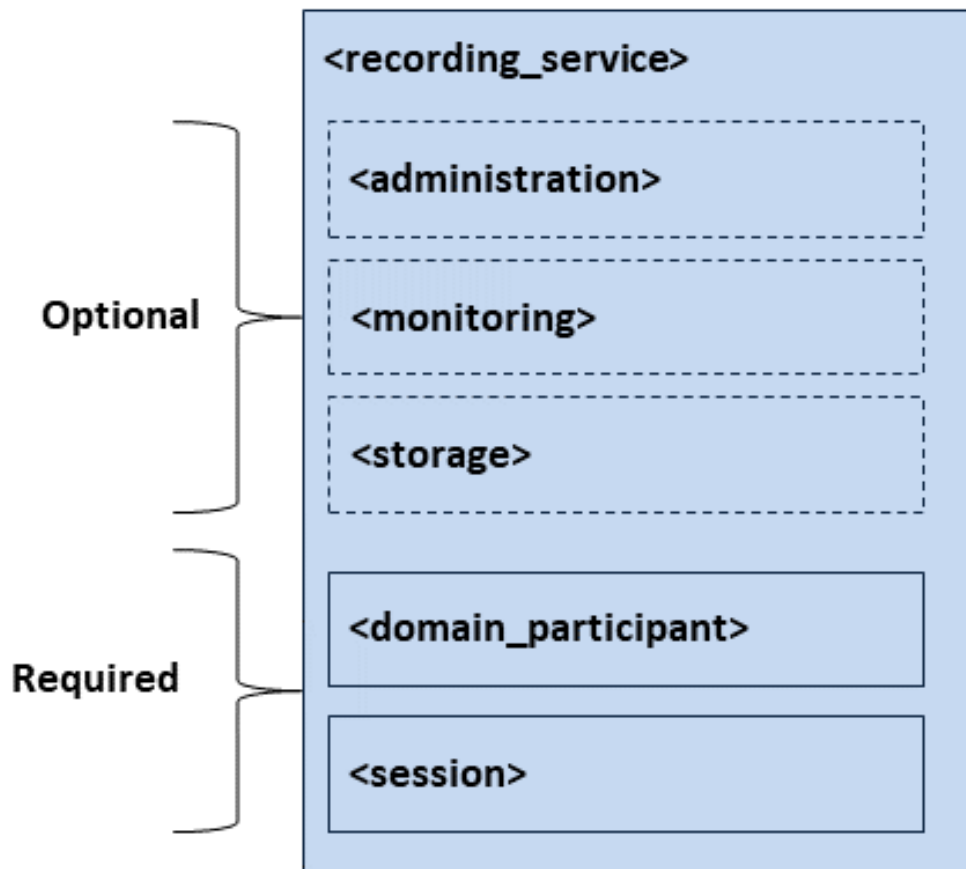 <recording_service>
<administration>
Optional
<monitoring>
<storage>
<domain_participant>
Required
<session>